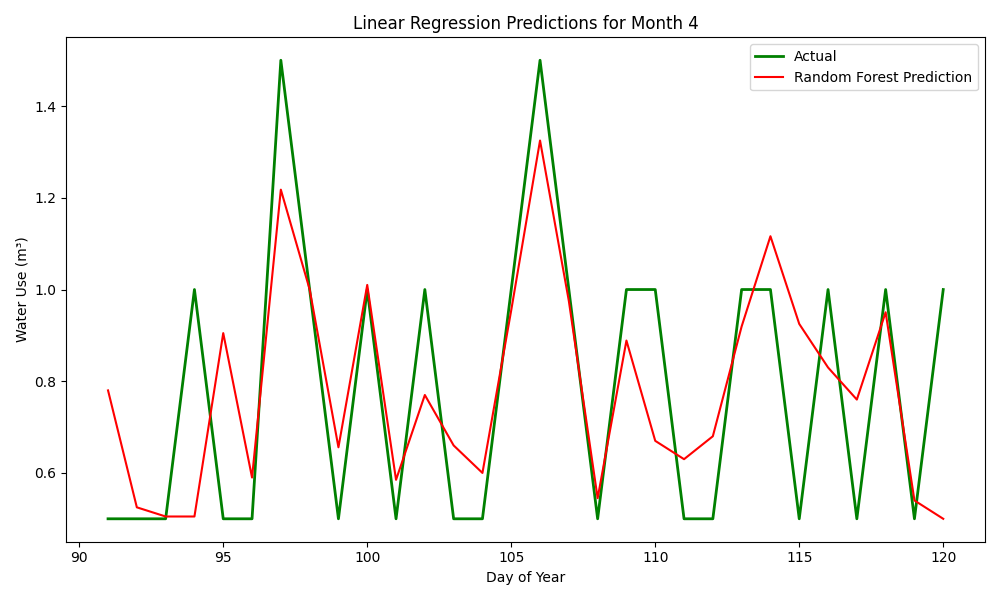 Linear Regression Predictions for Month 4
Actual
Random Forest Prediction
Water Use (m³)
1.4
1.2
1.0
0.8
0.6
90
95
100
105
110
115
120
Day of Year